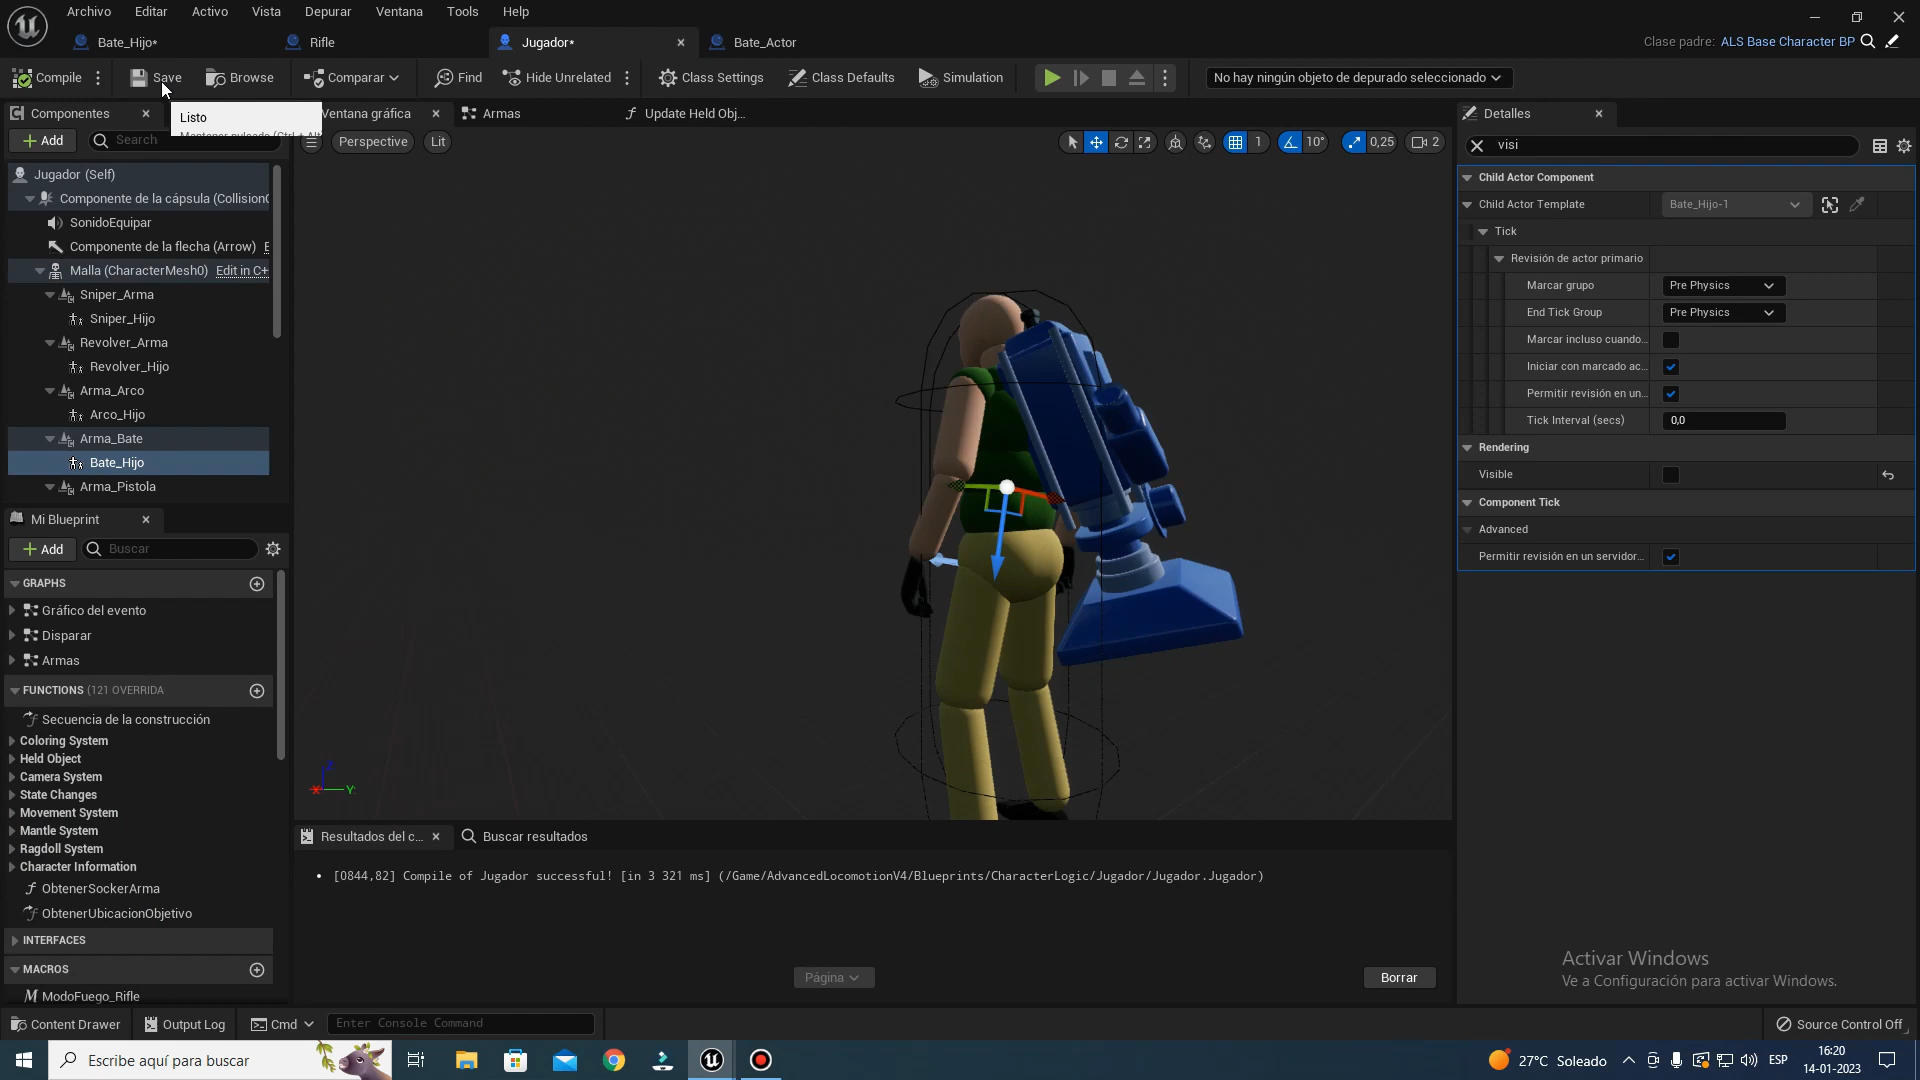 Archivo Editar Activo Vista Depurar Ventana Tools Help
Bate_Hijo* Rifle Jugador* Bate_Actor
Clase padre: ALS Base Character BP
Compile Save Browse Comparar Find Hide Unrelated Class Settings Class Defaults Simulation No hay ningún objeto de depurado seleccionado
Componentes Ventana gráfica Armas Update Held Obj... Detalles
Listo
Add Search Perspective Lit 1 10° 0,25 2 visi
Jugador (Self)
Componente de la cápsula (Collision
SonidoEquipar
Componente de la flecha (Arrow) E
Malla (CharacterMesh0) Edit in C+
Sniper_Arma
Sniper_Hijo
Revolver_Arma
Revolver_Hijo
Arma_Arco
Arco_Hijo
Arma_Bate
Bate_Hijo
Arma_Pistola
Mi Blueprint
Add Buscar
GRAPHS
Gráfico del evento
Disparar
Armas
FUNCTIONS (121 OVERRIDA
Secuencia de la construcción
Coloring System
Held Object
Camera System
State Changes
Movement System
Mantle System
Ragdoll System
Character Information
ObtenerSockerArma
ObtenerUbicacionObjetivo
INTERFACES
MACROS
ModoFuego_Rifle
Z
X Y
Resultados del c... Buscar resultados
[0844,82] Compile of Jugador successful! [in 3 321 ms] (/Game/AdvancedLocomotionV4/Blueprints/CharacterLogic/Jugador/Jugador.Jugador)
Página Borrar
Child Actor Component
Child Actor Template Bate_Hijo-1
Tick
Revisión de actor primario
Marcar grupo Pre Physics
End Tick Group Pre Physics
Marcar incluso cuando...
Iniciar con marcado ac...
Permitir revisión en un...
Tick Interval (secs) 0,0
Rendering
Visible
Component Tick
Advanced
Permitir revisión en un servidor...
Activar Windows
Ve a Configuración para activar Windows.
Content Drawer Output Log Cmd Enter Console Command Source Control Off
Escribe aquí para buscar
27°C Soleado ESP 16:20
14-01-2023